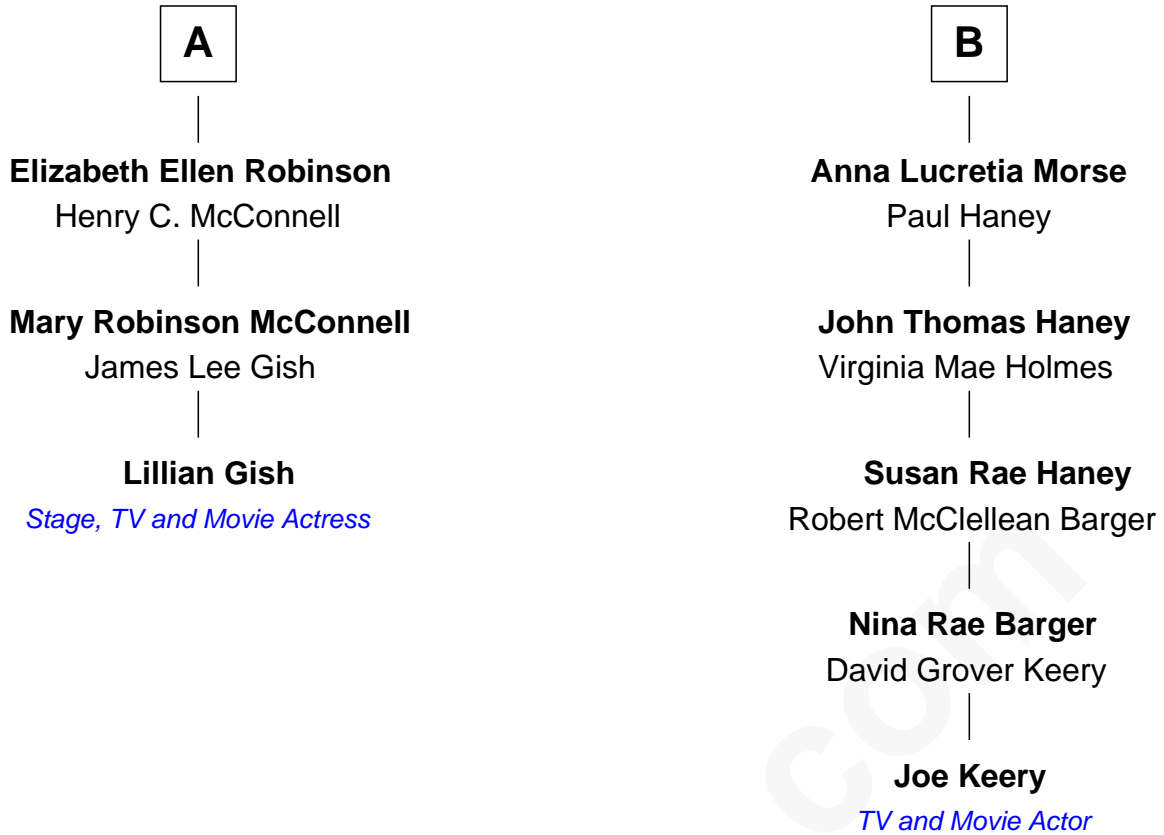 A
Elizabeth Ellen Robinson
Henry C. McConnell
Mary Robinson McConnell
James Lee Gish
Lillian Gish
Stage, TV and Movie Actress
B
Anna Lucretia Morse
Paul Haney
John Thomas Haney
Virginia Mae Holmes
Susan Rae Haney
Robert McClellean Barger
Nina Rae Barger
David Grover Keery
Joe Keery
TV and Movie Actor
com